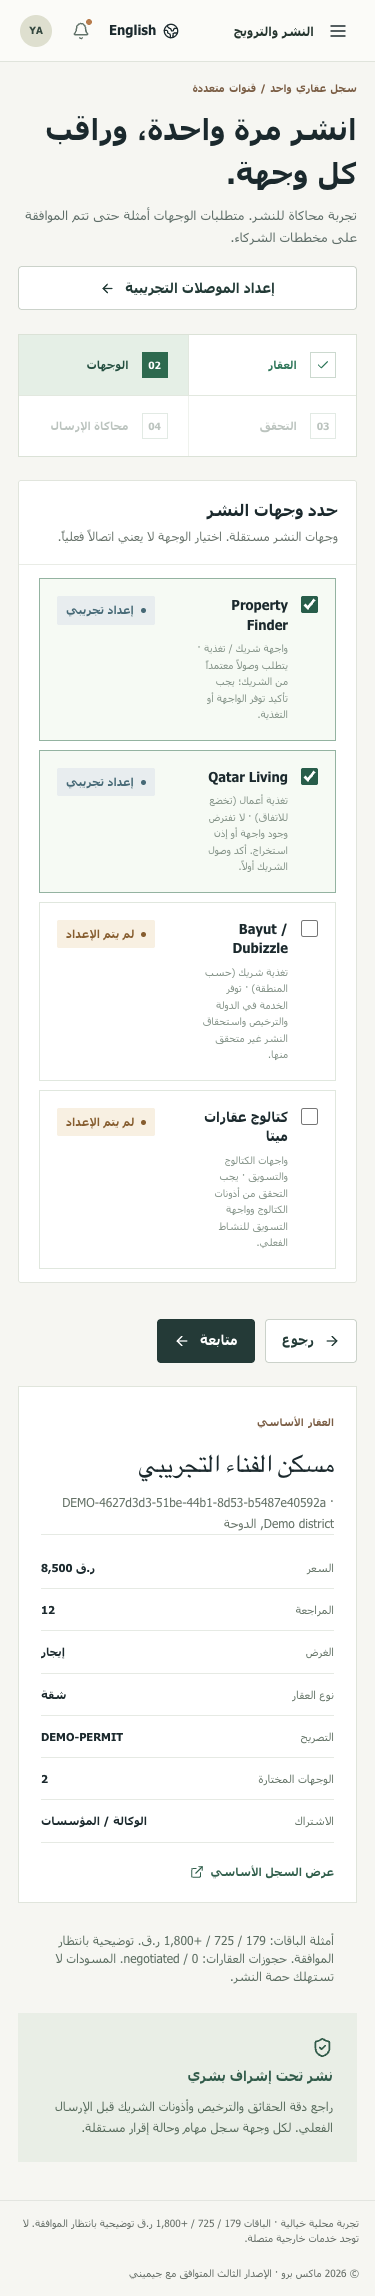 النشر والترويج
English
YA
سجل عقاري واحد / قنوات متعددة
انشر مرة واحدة، وراقب
كل وجهة.
تجربة محاكاة للنشر. متطلبات الوجهات أمثلة حتى تتم الموافقة
على مخططات الشركاء.
إعداد الموصلات التجريبية
العقار
02 الوجهات
03 التحقق
04 محاكاة الإرسال
حدد وجهات النشر
وجهات النشر مستقلة. اختيار الوجهة لا يعني اتصالاً فعلياً.
Property
Finder
إعداد تجريبي
واجهة شريك / تغذية ·
يتطلب وصولاً معتمداً
من الشريك؛ يجب
تأكيد توفر الواجهة أو
التغذية.
Qatar Living
إعداد تجريبي
تغذية أعمال (تخضع
للاتفاق) · لا تفترض
وجود واجهة أو إذن
استخراج. أكد وصول
الشريك أولاً.
Bayut /
Dubizzle
لم يتم الإعداد
تغذية شريك (حسب
المنطقة) · توفر
الخدمة في الدولة
والترخيص واستحقاق
النشر غير متحقق
منها.
كتالوج عقارات
ميتا
لم يتم الإعداد
واجهات الكتالوج
والتسويق · يجب
التحقق من أذونات
الكتالوج وواجهة
التسويق للنشاط
الفعلي.
رجوع
متابعة
العقار الأساسي
مسكن الفناء التجريبي
DEMO-4627d3d3-51be-44b1-8d53-b5487e40592a ·
Demo district, الدوحة
السعر
8,500 ر.ق
المراجعة
12
الغرض
إيجار
نوع العقار
شقة
التصريح
DEMO-PERMIT
الوجهات المختارة
2
الاشتراك
الوكالة / المؤسسات
عرض السجل الأساسي
أمثلة الباقات: 179 / 725 / +1,800 ر.ق. توضيحية بانتظار
الموافقة. حجوزات العقارات: 0 / negotiated. المسودات لا
تستهلك حصة النشر.
نشر تحت إشراف بشري
راجع دقة الحقائق والترخيص وأذونات الشريك قبل الإرسال
الفعلي. لكل وجهة سجل مهام وحالة إقرار مستقلة.
تجربة محلية خيالية · الباقات 179 / 725 / +1,800 ر.ق توضيحية بانتظار الموافقة. لا
توجد خدمات خارجية متصلة.
© 2026 ماكس برو · الإصدار الثالث المتوافق مع جيميني